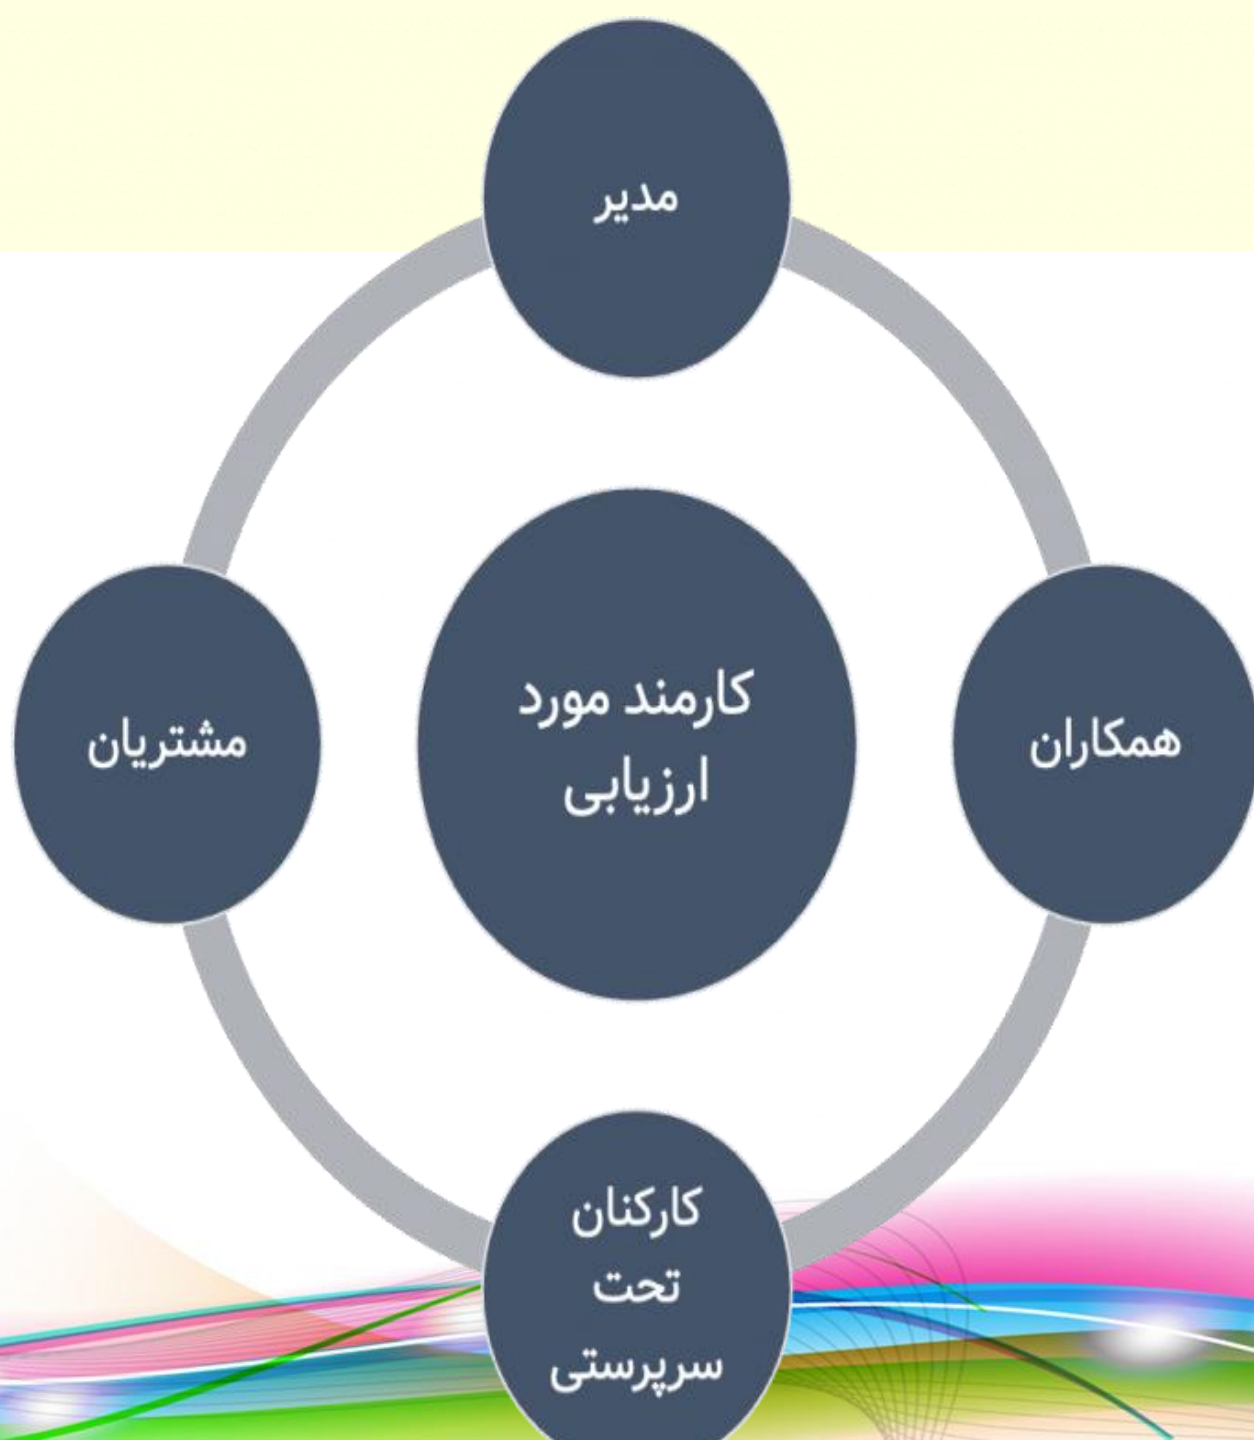 مدیر
همکاران
کارمند مورد
ارزیابی
مشتریان
کارکنان
تحت
سرپرستی